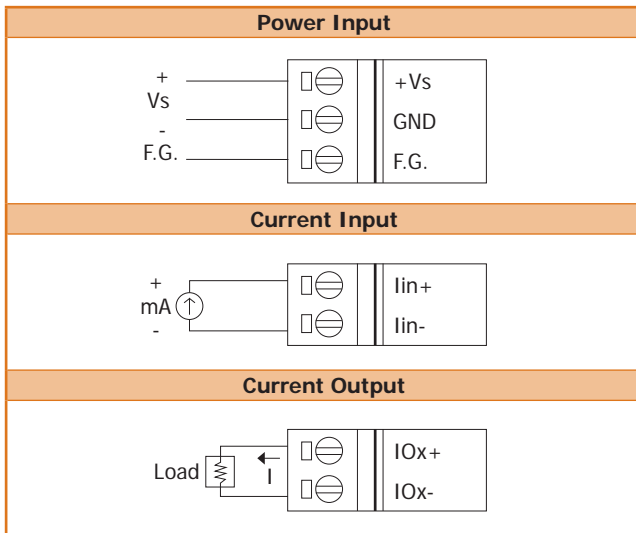 Power Input
+
Vs
-
F.G.
+Vs
GND
F.G.
Current Input
+
mA
-
Iin+
Iin-
Current Output
Load
I
IOx+
IOx-